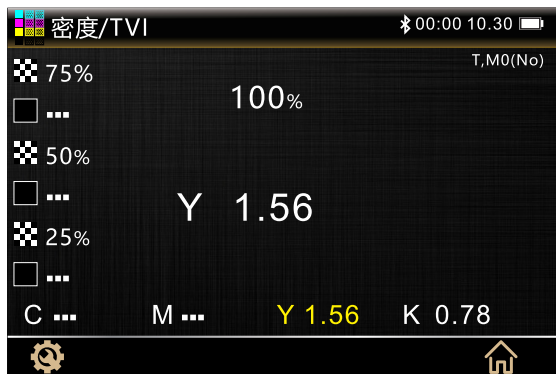 密度/TVI 00:00 10.30
T,M0(No)
75%
100%
---
50%
---
Y 1.56
25%
---
C --- M --- Y 1.56 K 0.78